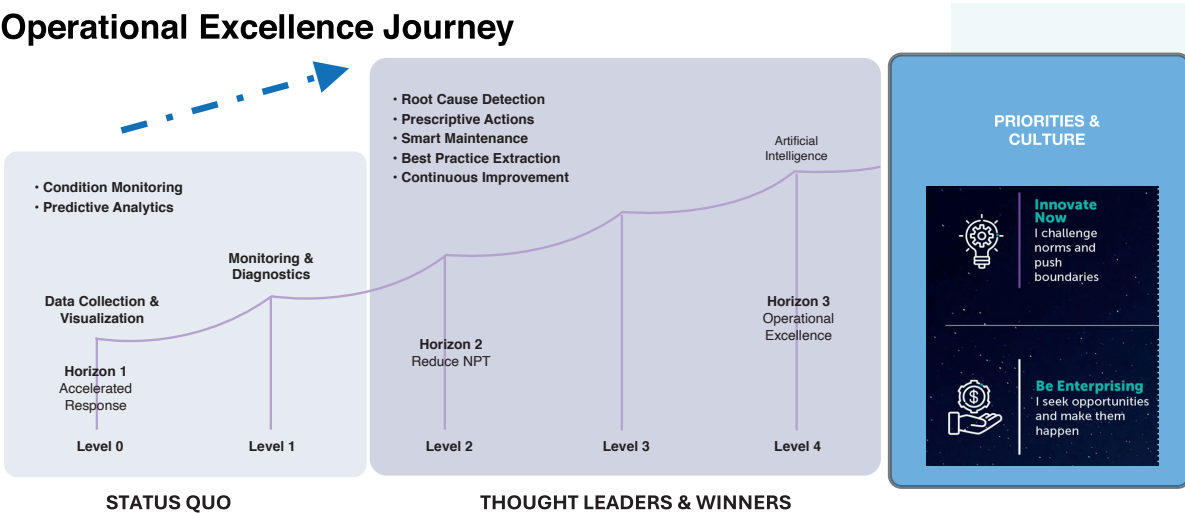 Operational Excellence Journey
• Condition Monitoring
• Predictive Analytics
Data Collection &
Visualization
Monitoring &
Diagnostics
Horizon 1
Accelerated
Response
Level 0
Level 1
STATUS QUO
• Root Cause Detection
• Prescriptive Actions
• Smart Maintenance
• Best Practice Extraction
• Continuous Improvement
Artificial
Intelligence
Horizon 2
Reduce NPT
Horizon 3
Operational
Excellence
Level 2
Level 3
Level 4
THOUGHT LEADERS & WINNERS
PRIORITIES &
CULTURE
Innovate
Now
I challenge
norms and
push
boundaries
$
Be Enterprising
I seek opportunities
and make them
happen